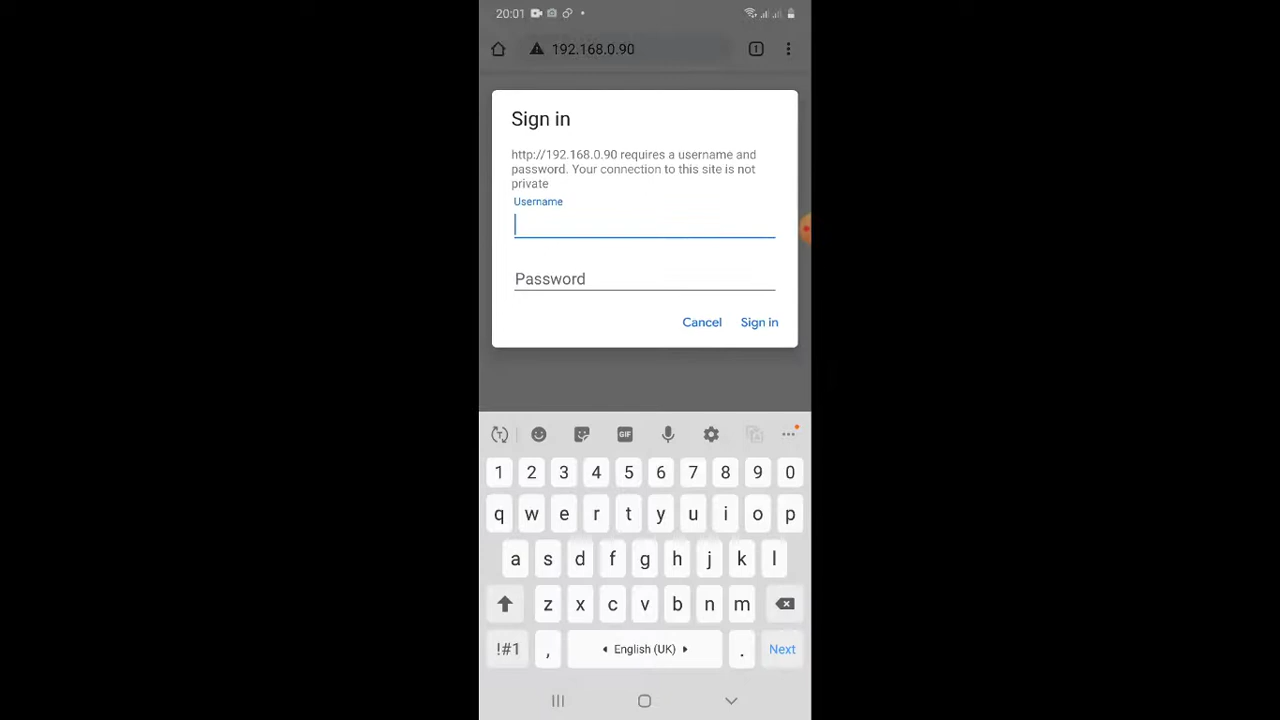 20:01
192.168.0.90 1
Sign in
http://192.168.0.90 requires a username and
password. Your connection to this site is not
private
Username
Password
Cancel Sign in
T GIF
1 2 3 4 5 6 7 8 9 0
q w e r t y u i o p
a s d f g h j k l
z x c v b n m
!#1 , English (UK) . Next